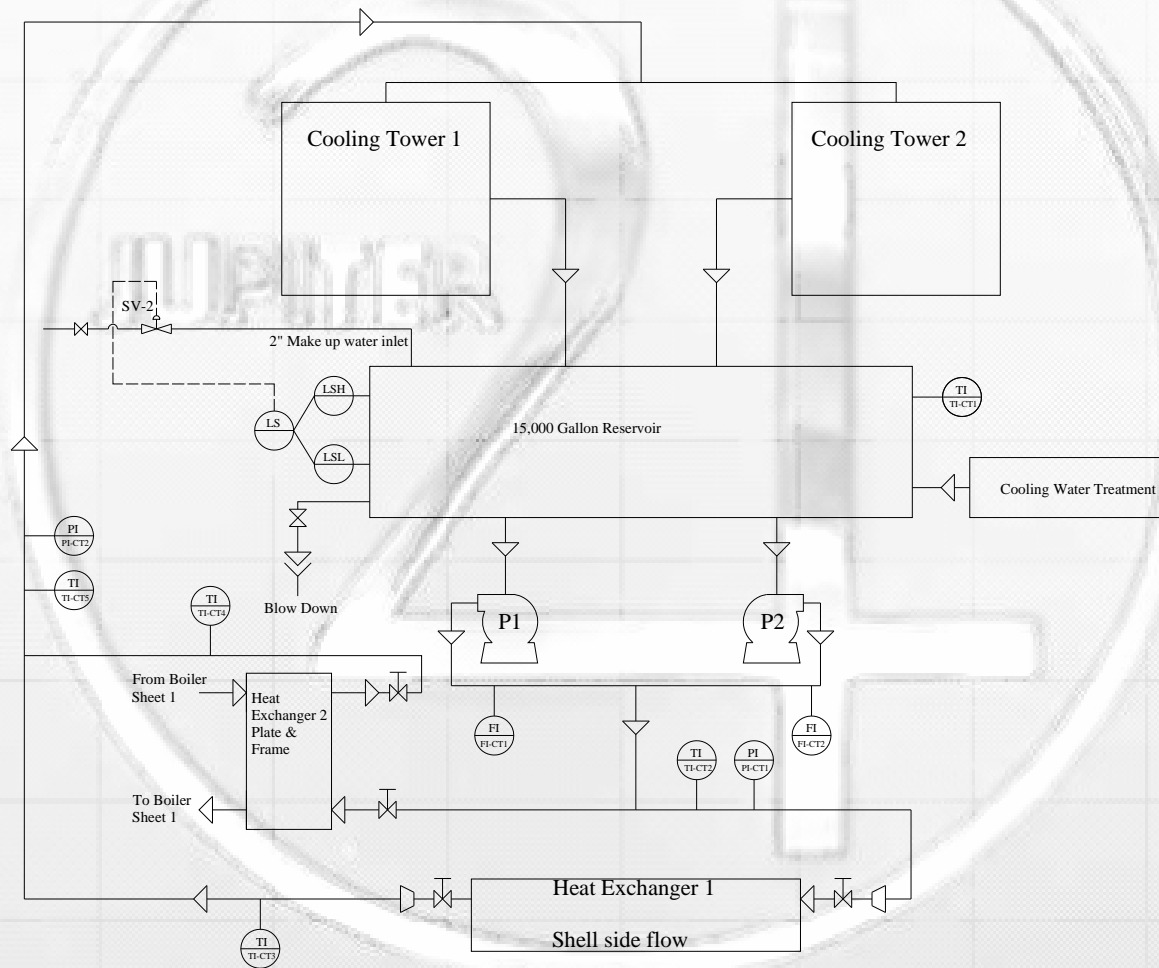 Cooling Tower 1
Cooling Tower 2
JUPITER
SV-2
2" Make up water inlet
LSH
LS
LSL
15,000 Gallon Reservoir
TI
TI-CT1
Cooling Water Treatment
PI
PI-CT2
TI
TI-CT5
TI
TI-CT4
Blow Down
P1
P2
From Boiler
Sheet 1
Heat
Exchanger 2
Plate &
Frame
FI
FI-CT1
FI
FI-CT2
TI
TI-CT2
PI
PI-CT1
To Boiler
Sheet 1
Heat Exchanger 1
Shell side flow
TI
TI-CT3